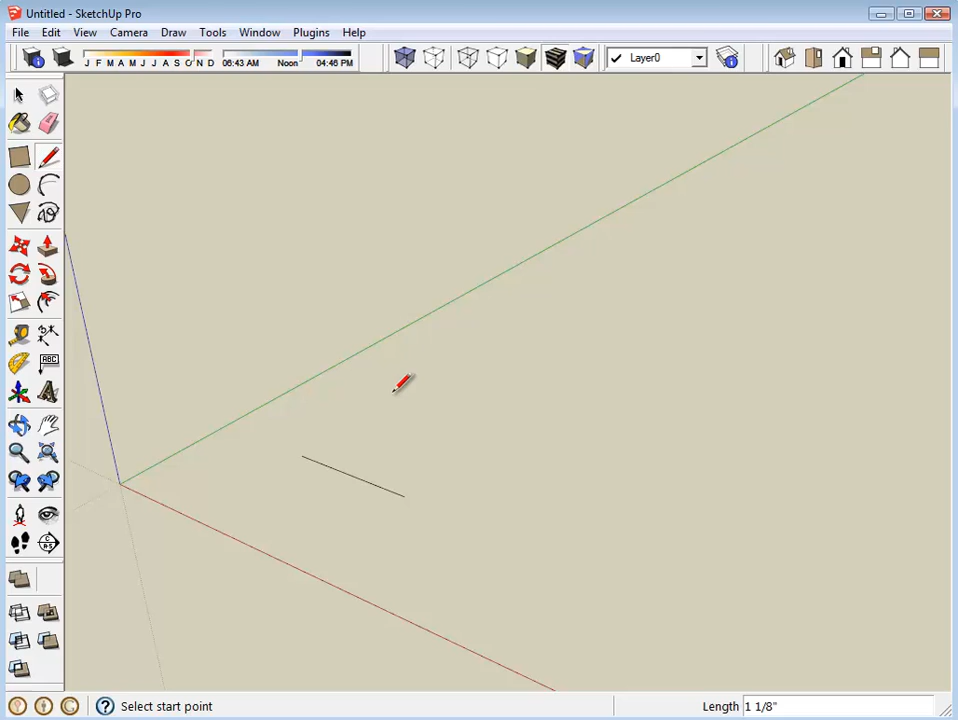 Untitled - SketchUp Pro
File Edit View Camera Draw Tools Window Plugins Help
J F M A M J J A S O N D 06:43 AM Noon 04:46 PM Layer0
ABC
Select start point Length 1 1/8"